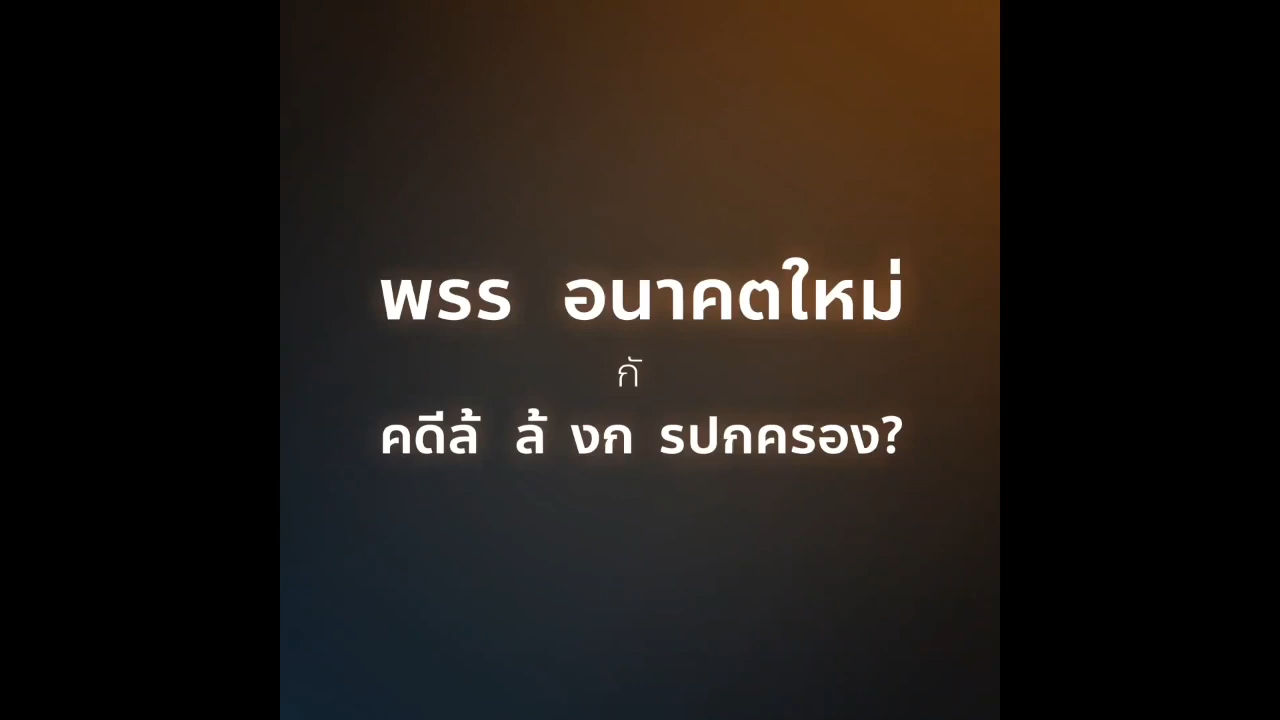 พรร อนาคตใหม่
กั
คดีล้ ล้ งก รปกครอง?